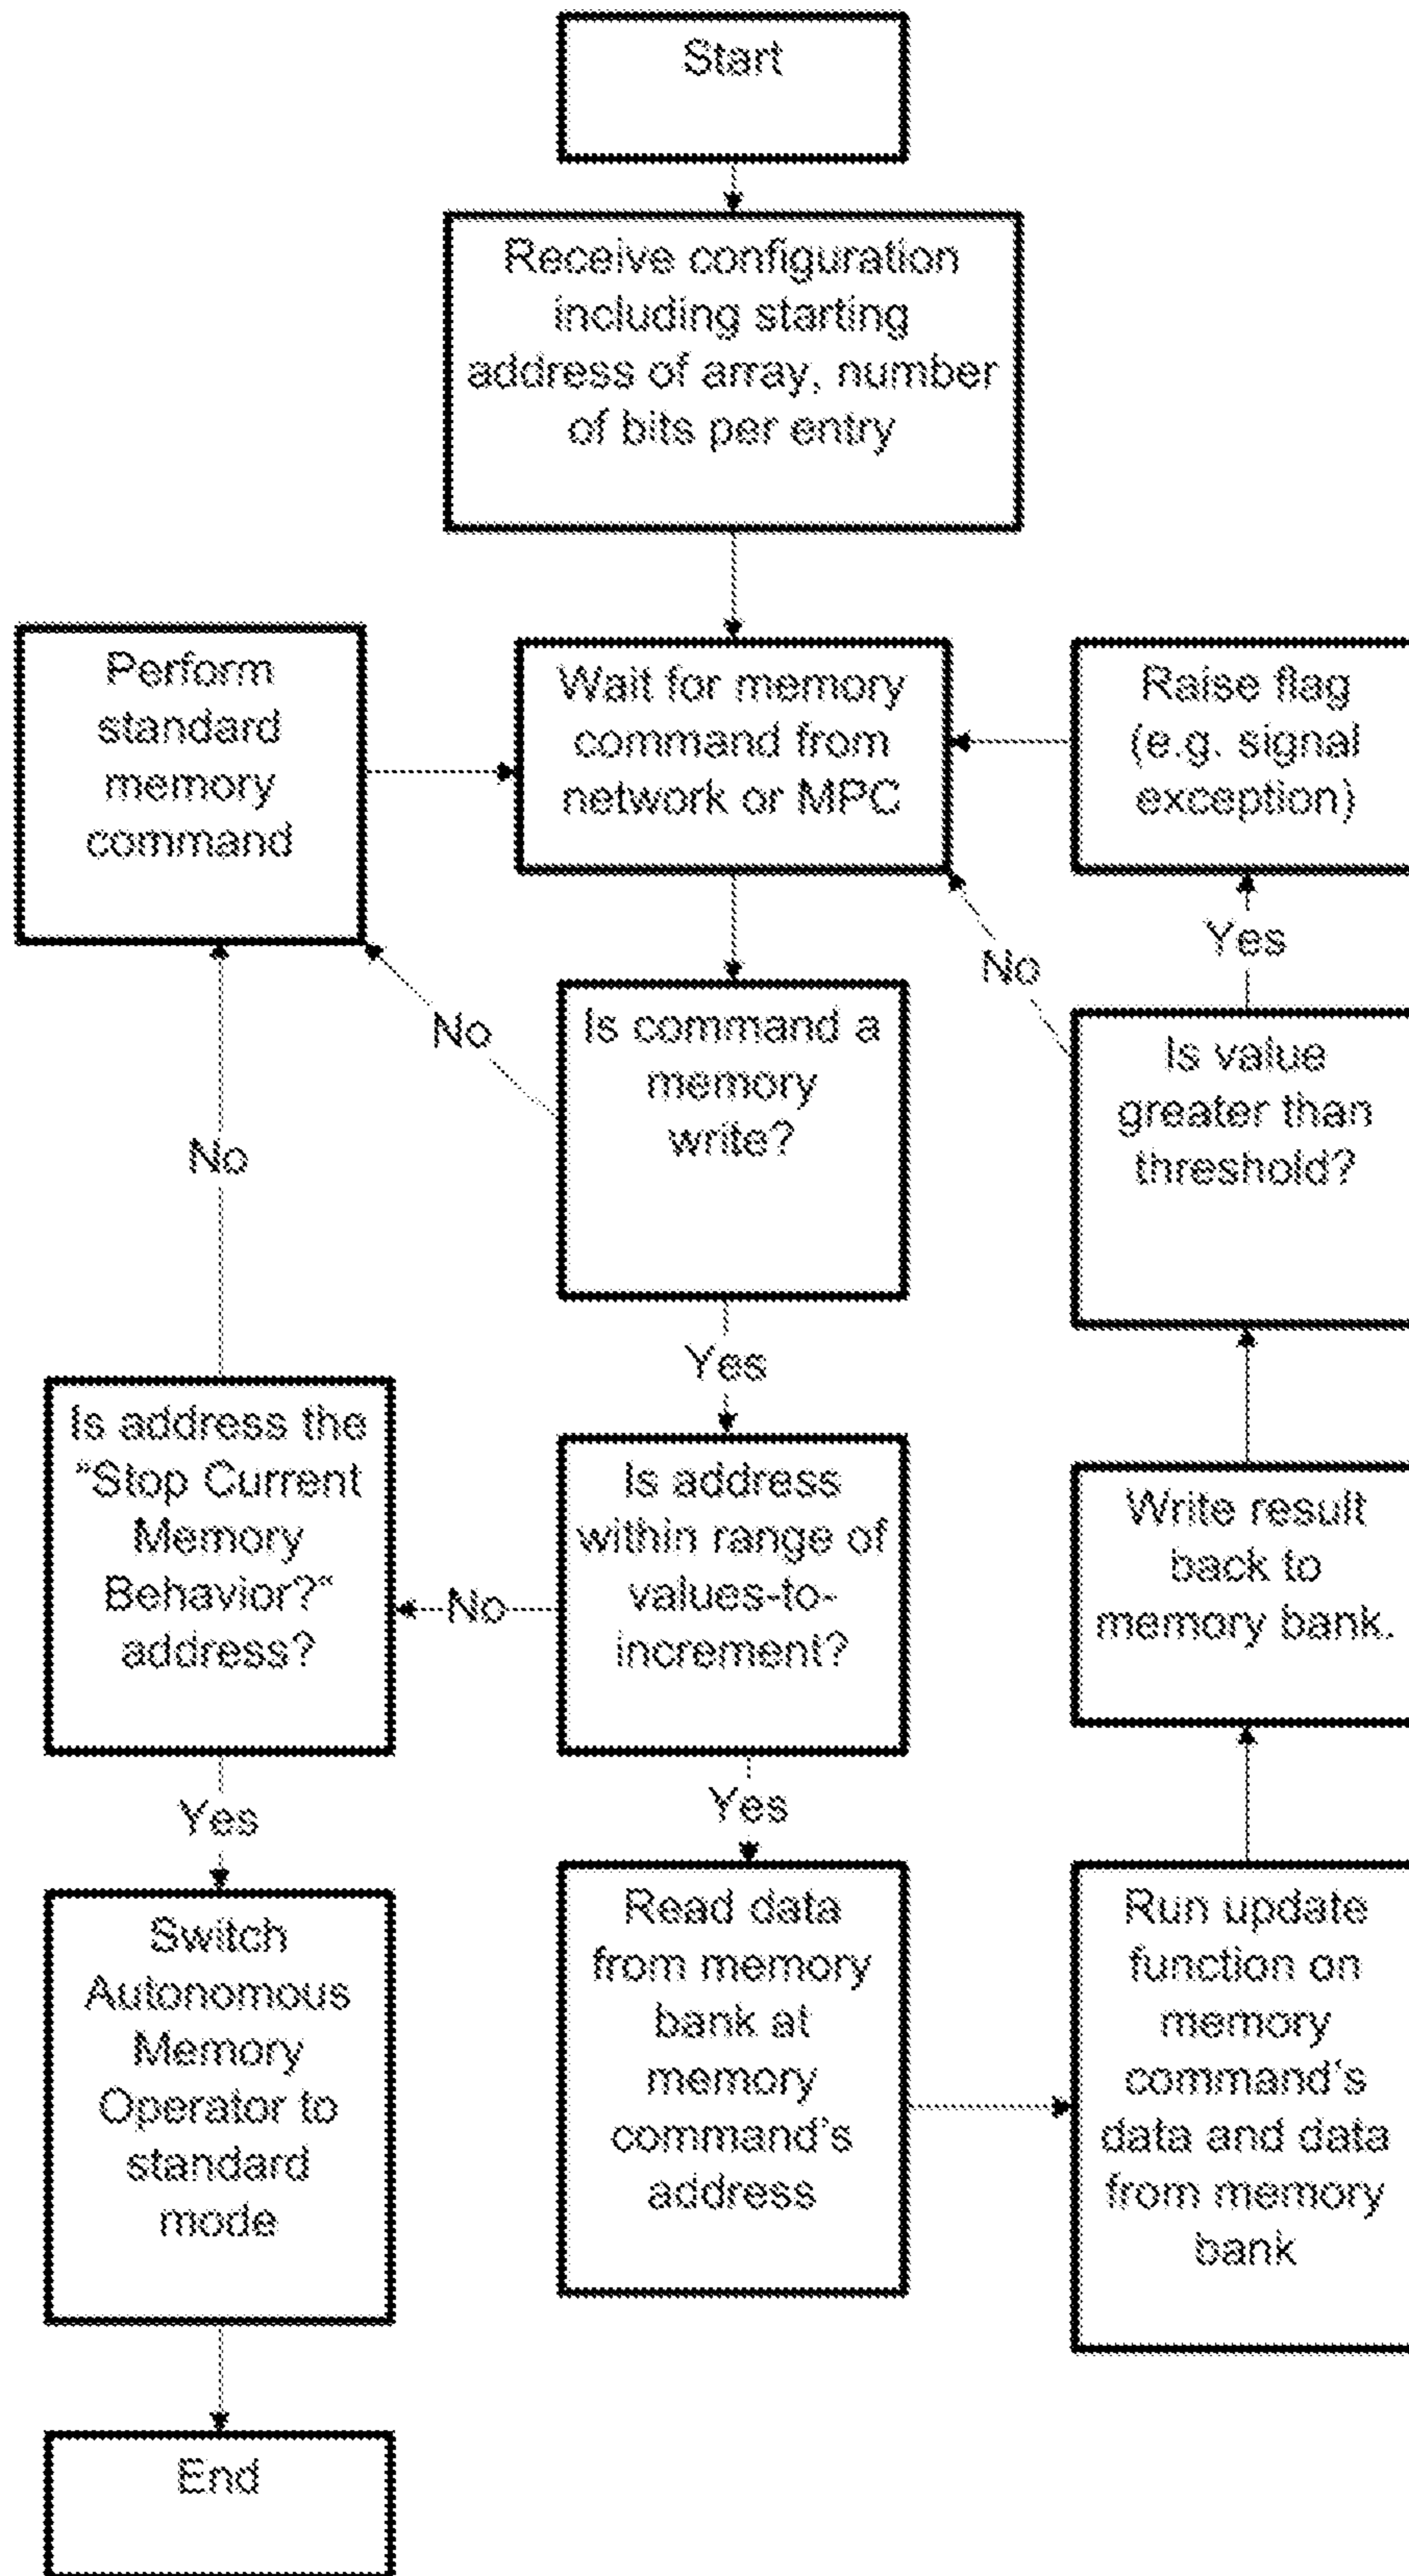 Start
Receive configuration
including starting
address of array, number
of bits per entry
Perform
standard
memory
command
Wait for memory
command from
network or MPC
Raise flag
(e.g. signal
exception)
No
Is command a
memory
write?
No
Yes
Is value
greater than
threshold?
No
Yes
Is address the
“Stop Current
Memory
Behavior?“
address?
No
Is address
within range of
values-to-
increment?
Write result
back to
memory bank.
Yes
Yes
Switch
Autonomous
Memory
Operator to
standard
mode
Read data
from memory
bank at
memory
command‘s
address
Run update
function on
memory
command‘s
data and data
from memory
bank
End